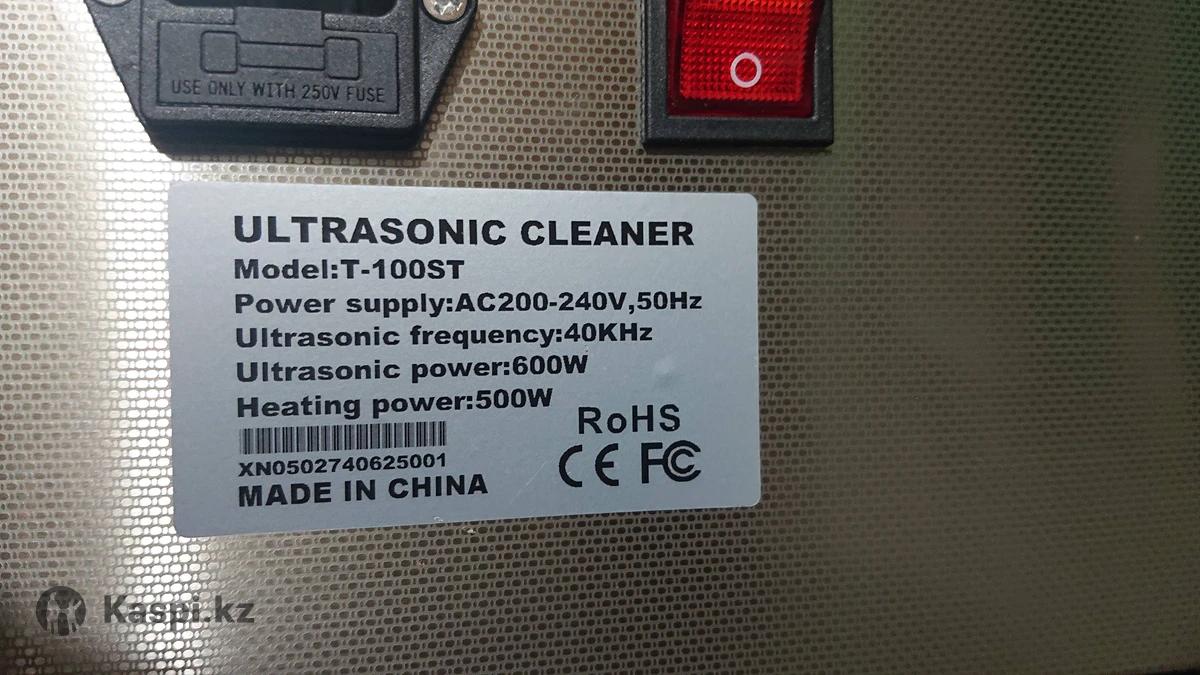 USE ONLY WITH 250V FUSE
ULTRASONIC CLEANER
Model:T-100ST
Power supply:AC200-240V,50Hz
Ultrasonic frequency:40KHz
Ultrasonic power:600W
Heating power:500W
RoHS
XN0502740625001
CE FC
MADE IN CHINA
Kaspi.kz